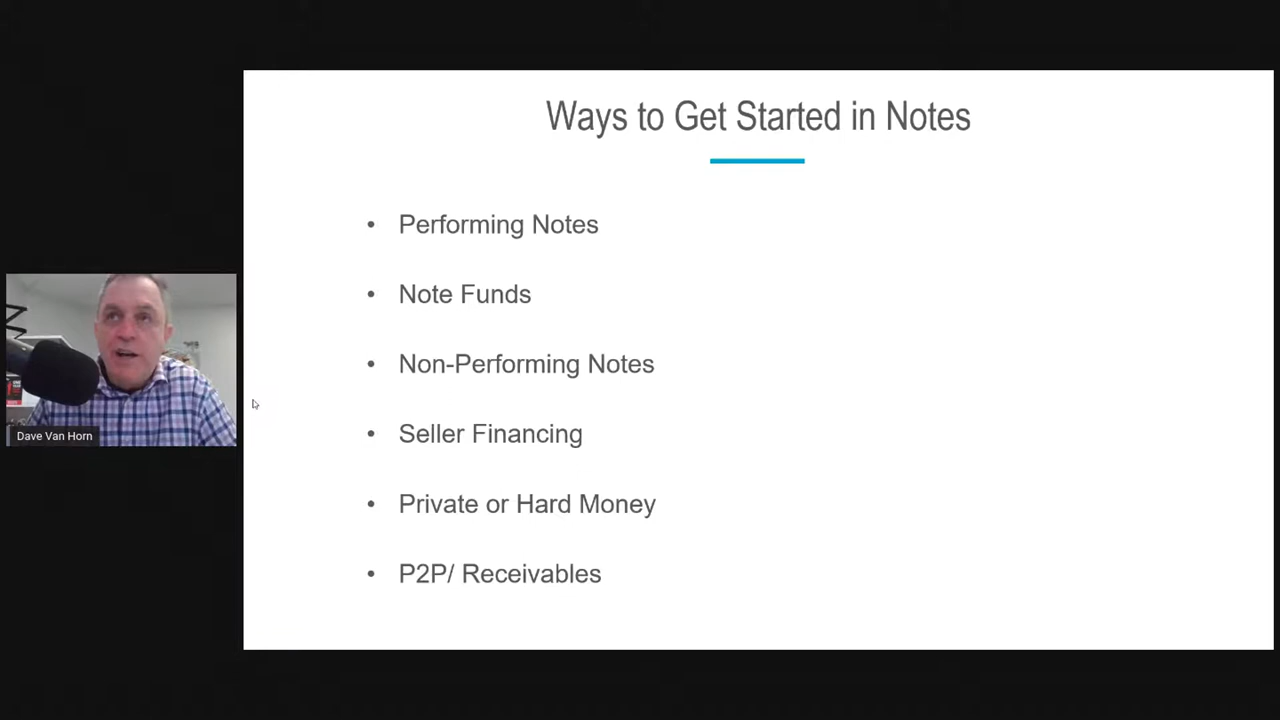 Ways to Get Started in Notes
• Performing Notes
• Note Funds
• Non-Performing Notes
• Seller Financing
• Private or Hard Money
• P2P/ Receivables
Dave Van Horn